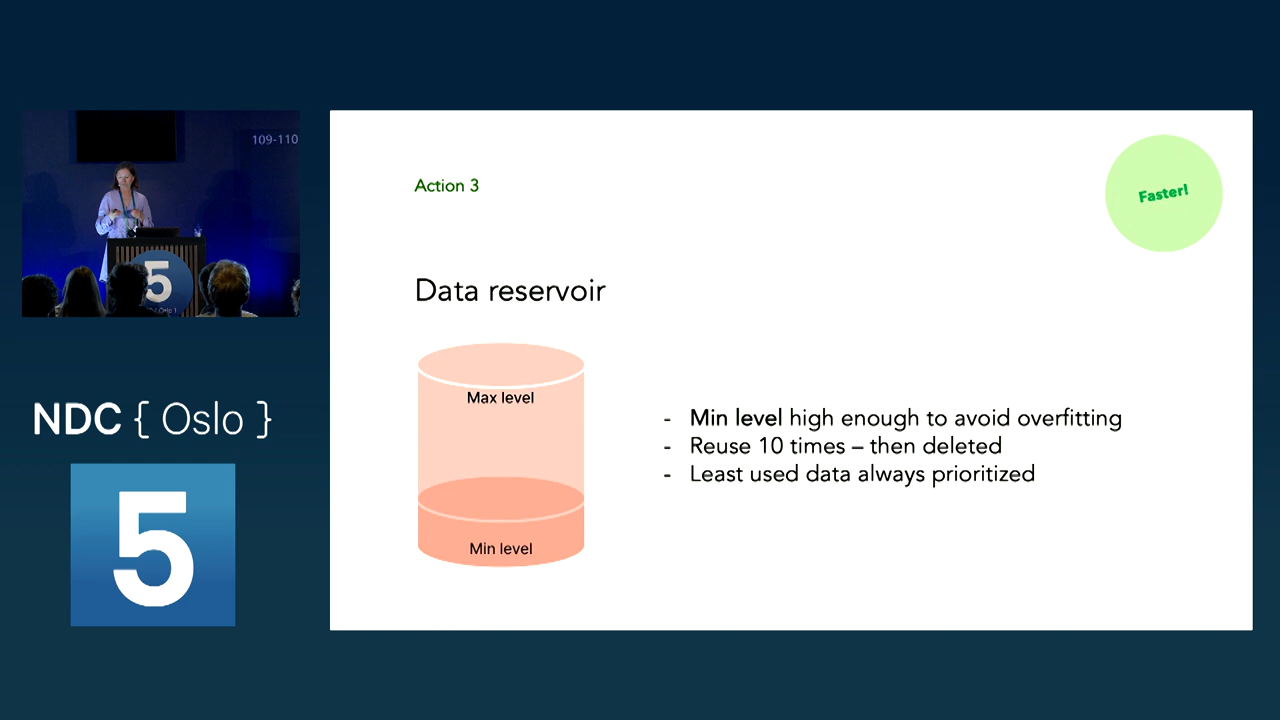 109-110
5
NDC { Oslo }
5
Action 3
Faster!
Data reservoir
Max level
Min level
- Min level high enough to avoid overfitting
- Reuse 10 times – then deleted
- Least used data always prioritized